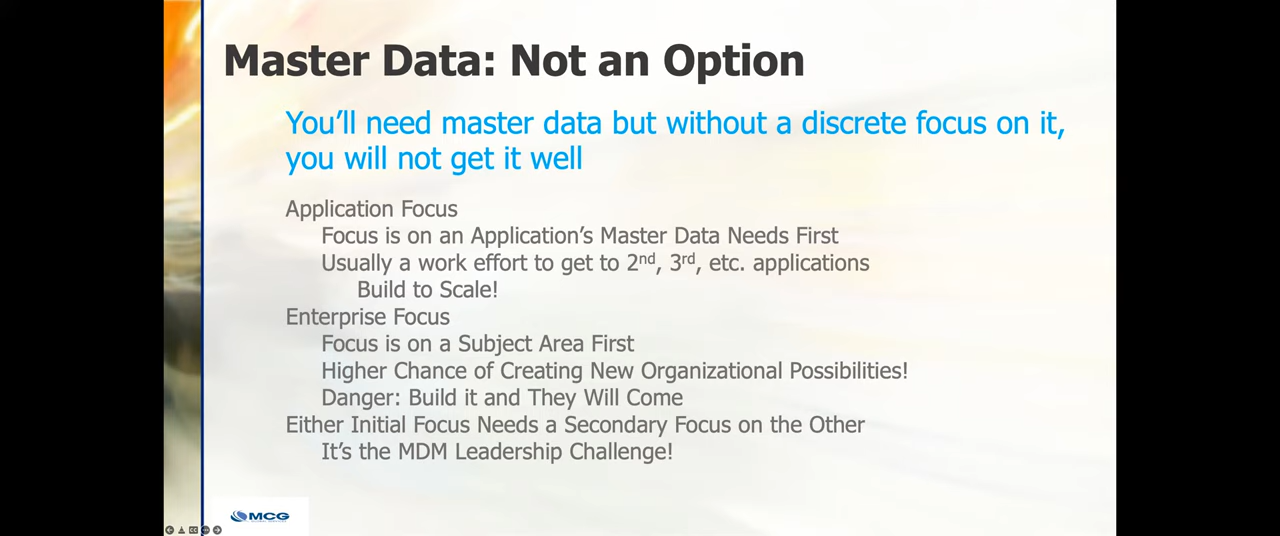 Master Data: Not an Option
You’ll need master data but without a discrete focus on it,
you will not get it well
Application Focus
Focus is on an Application’s Master Data Needs First
Usually a work effort to get to 2nd, 3rd, etc. applications
Build to Scale!
Enterprise Focus
Focus is on a Subject Area First
Higher Chance of Creating New Organizational Possibilities!
Danger: Build it and They Will Come
Either Initial Focus Needs a Secondary Focus on the Other
It’s the MDM Leadership Challenge!
MCG